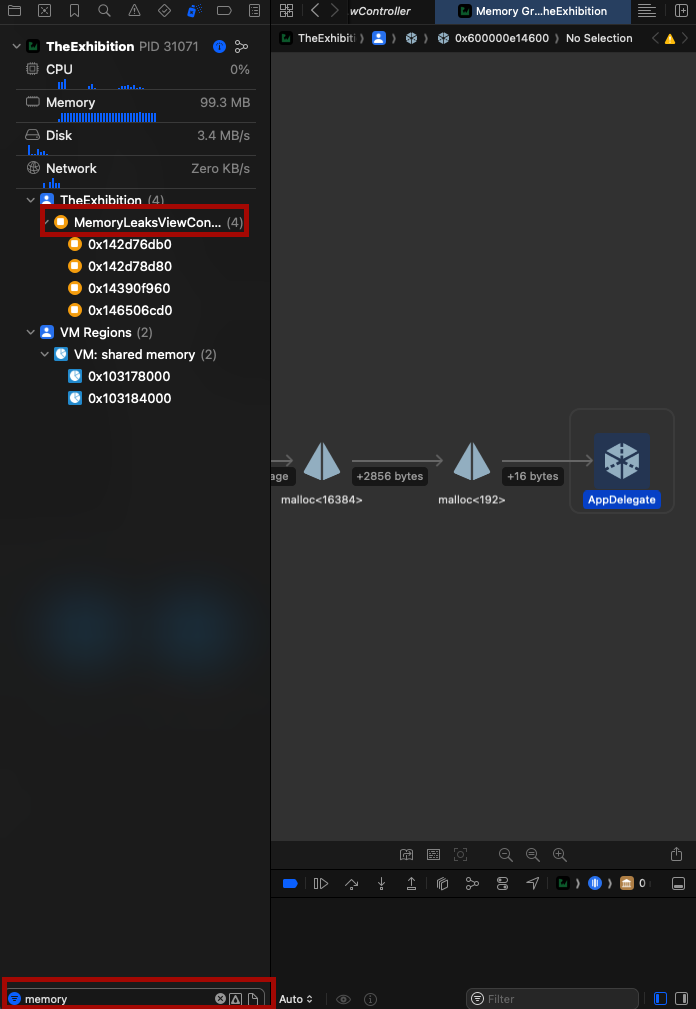 wController
Memory Gr...heExhibition
TheExhibition PID 31071
TheExhibiti
0x600000e14600
No Selection
CPU 0%
Memory 99.3 MB
Disk 3.4 MB/s
Network Zero KB/s
TheExhibition (4)
MemoryLeaksViewCon... (4)
0x142d76db0
0x142d78d80
0x14390f960
0x146506cd0
VM Regions (2)
VM: shared memory (2)
0x103178000
0x103184000
age
+2856 bytes
+16 bytes
malloc<16384>
malloc<192>
AppDelegate
0
memory
Auto
Filter